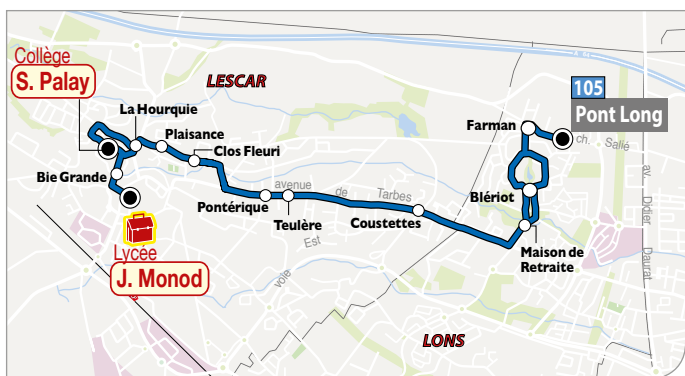 Collège
S. Palay
LESCAR
La Hourquie
Plaisance
Clos Fleuri
Bie Grande
105
Pont Long
Farman
ch. Salié
av. Didier Daurat
Blériot
avenue de Tarbes
Pontérique
Teulère
Coustettes
Maison de
Retraite
voie Est
Lycée
J. Monod
LONS